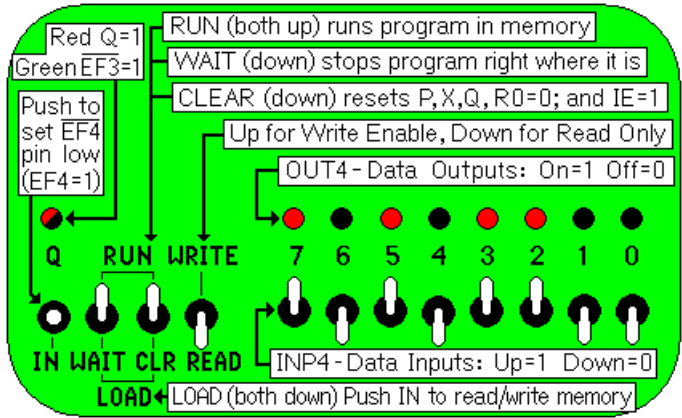 Red Q=1
Green EF3=1
RUN (both up) runs program in memory
WAIT (down) stops program right where it is
CLEAR (down) resets P,X,Q, R0=0; and IE=1
Push to
set EF4
pin low
(EF4=1)
Up for Write Enable, Down for Read Only
OUT4-Data Outputs: On=1 Off=0
Q RUN WRITE 7 6 5 4 3 2 1 0
IN WAIT CLR READ
INP4-Data Inputs: Up=1 Down=0
LOAD
LOAD (both down) Push IN to read/write memory